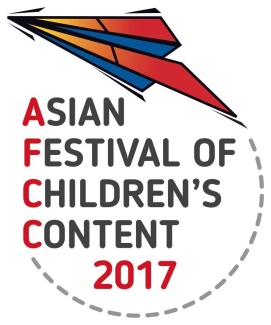 ASIAN
FESTIVAL OF
CHILDREN'S
CONTENT
2017